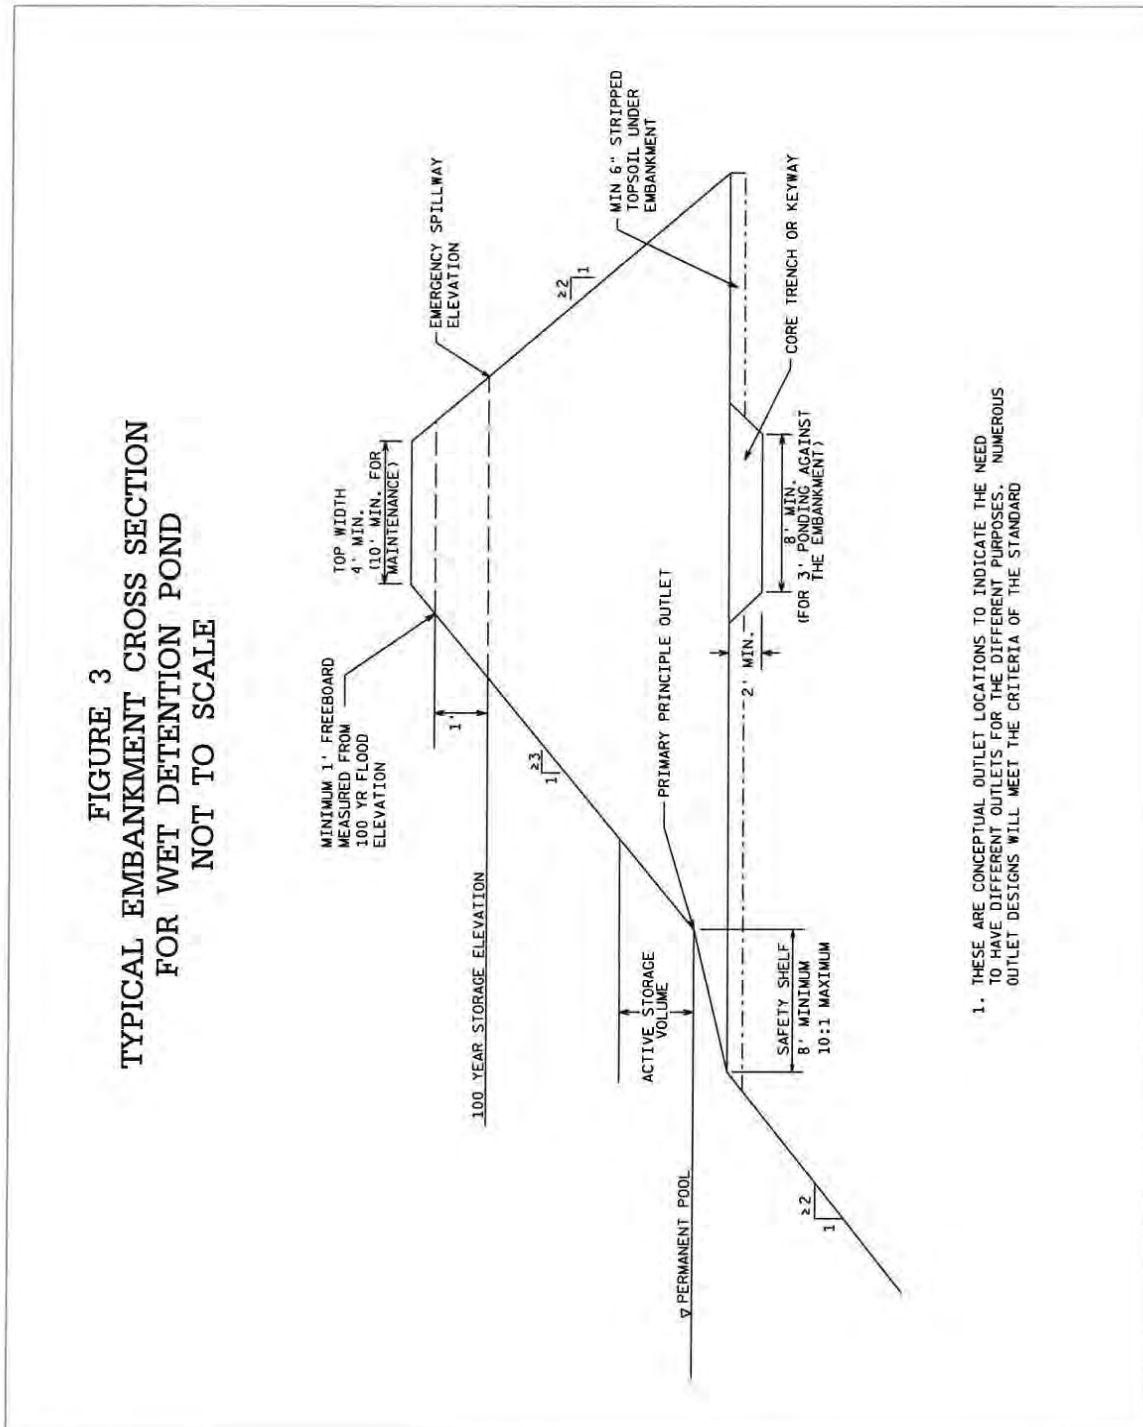 FIGURE 3
TYPICAL EMBANKMENT CROSS SECTION
FOR WET DETENTION POND
NOT TO SCALE
TOP WIDTH
4' MIN.
(10' MIN. FOR
MAINTENANCE)
MINIMUM 1' FREEBOARD
MEASURED FROM
100 YR FLOOD
ELEVATION
EMERGENCY SPILLWAY
ELEVATION
1'
100 YEAR STORAGE ELEVATION
≥3
1
≥2
1
ACTIVE STORAGE
VOLUME
PRIMARY PRINCIPLE OUTLET
MIN 6" STRIPPED
TOPSOIL UNDER
EMBANKMENT
∇ PERMANENT POOL
SAFETY SHELF
8' MINIMUM
10:1 MAXIMUM
2' MIN.
8' MIN.
(FOR 3' PONDING AGAINST
THE EMBANKMENT)
CORE TRENCH OR KEYWAY
≥2
1
1. THESE ARE CONCEPTUAL OUTLET LOCATIONS TO INDICATE THE NEED
TO HAVE DIFFERENT OUTLETS FOR THE DIFFERENT PURPOSES. NUMEROUS
OUTLET DESIGNS WILL MEET THE CRITERIA OF THE STANDARD